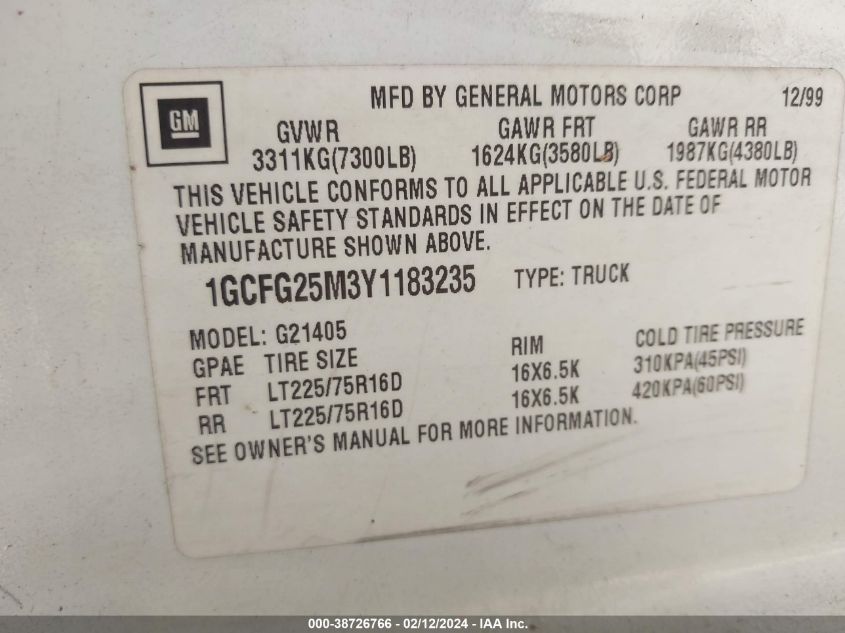 GM
MFD BY GENERAL MOTORS CORP 12/99
GVWR GAWR FRT GAWR RR
3311KG(7300LB) 1624KG(3580LB) 1987KG(4380LB)
THIS VEHICLE CONFORMS TO ALL APPLICABLE U.S. FEDERAL MOTOR
VEHICLE SAFETY STANDARDS IN EFFECT ON THE DATE OF
MANUFACTURE SHOWN ABOVE.
1GCFG25M3Y1183235 TYPE: TRUCK
MODEL: G21405
GPAE TIRE SIZE RIM COLD TIRE PRESSURE
FRT LT225/75R16D 16X6.5K 310KPA(45PSI)
RR LT225/75R16D 16X6.5K 420KPA(60PSI)
SEE OWNER'S MANUAL FOR MORE INFORMATION.
000-38726766 - 02/12/2024 - IAA Inc.